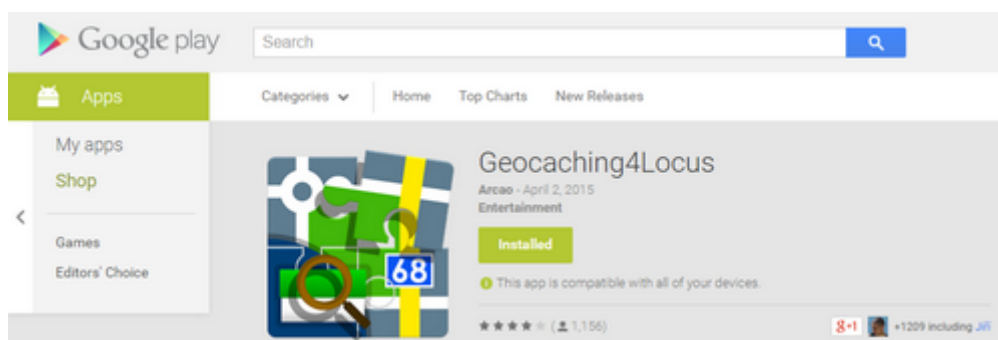 Google play
Search
Apps
Categories
Home
Top Charts
New Releases
My apps
Shop
Games
Editors' Choice
68
Geocaching4Locus
Arcao - April 2, 2015
Entertainment
Installed
This app is compatible with all of your devices.
(1,156)
g+1
+1209 including Jiří